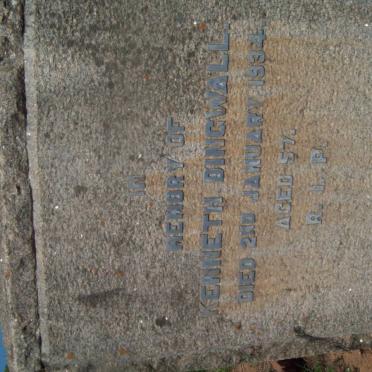 IN
MEMORY OF
KENNETH DINGWALL
DIED 2ND JANUARY 1934.
AGED 57.
R. I. P.